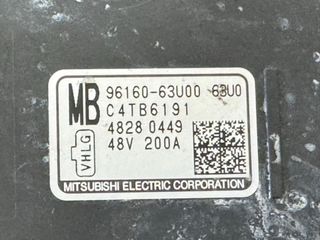 MB 96160-63U00 63U0
C4TB6191
4828 0449
VHLG 48V 200A
MITSUBISHI ELECTRIC CORPORATION